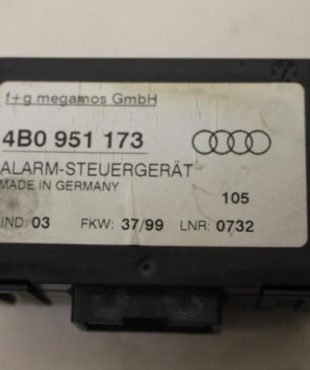 f+g megamos GmbH
4B0 951 173
ALARM-STEUERGERÄT
MADE IN GERMANY
105
IND: 03 FKW: 37/99 LNR: 0732